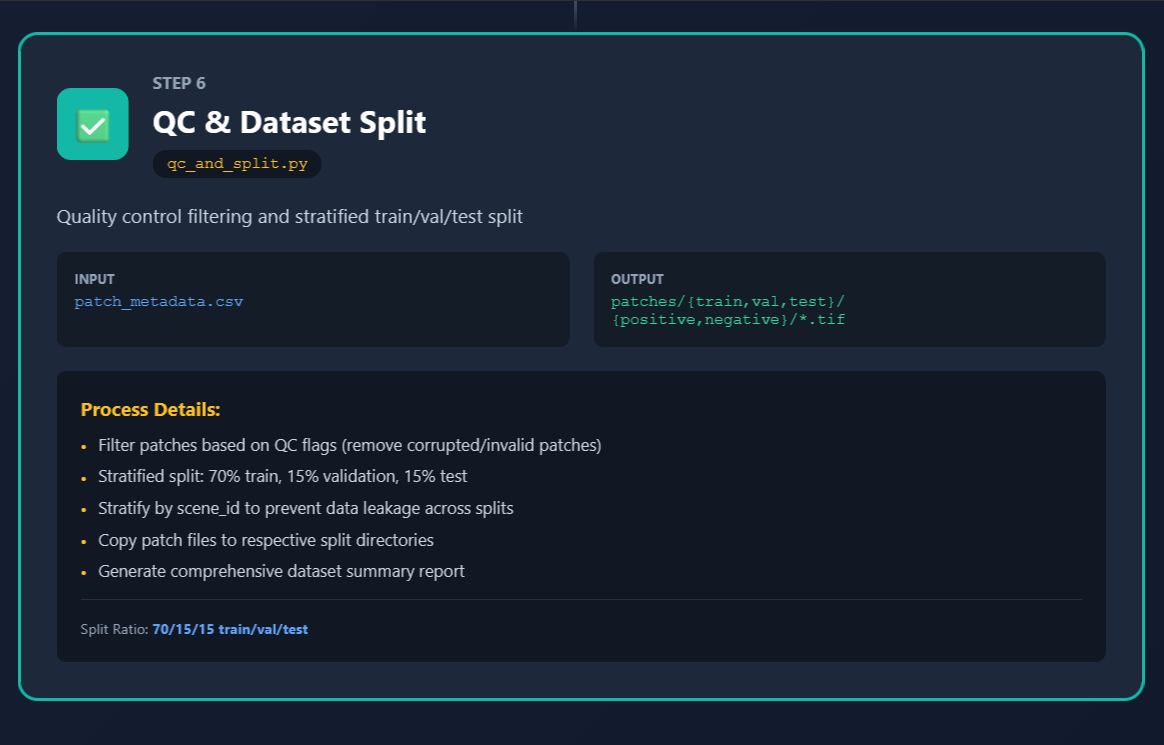 STEP 6
QC & Dataset Split
qc_and_split.py
Quality control filtering and stratified train/val/test split
INPUT
patch_metadata.csv
OUTPUT
patches/{train,val,test}/
{positive,negative}/*.tif
Process Details:
• Filter patches based on QC flags (remove corrupted/invalid patches)
• Stratified split: 70% train, 15% validation, 15% test
• Stratify by scene_id to prevent data leakage across splits
• Copy patch files to respective split directories
• Generate comprehensive dataset summary report
Split Ratio: 70/15/15 train/val/test